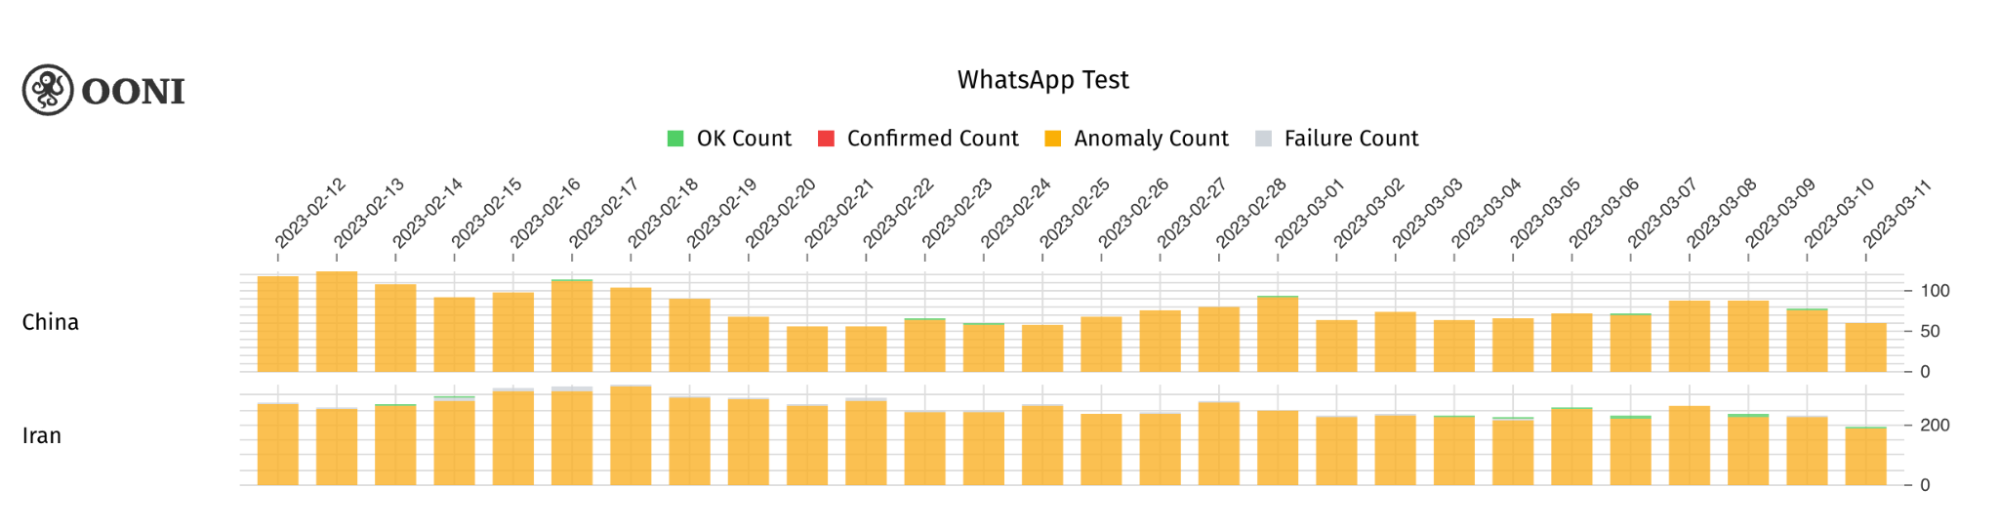 OONI
WhatsApp Test
OK Count Confirmed Count Anomaly Count Failure Count
2023-02-12 2023-02-13 2023-02-14 2023-02-15 2023-02-16 2023-02-17 2023-02-18 2023-02-19 2023-02-20 2023-02-21 2023-02-22 2023-02-23 2023-02-24 2023-02-25 2023-02-26 2023-02-27 2023-02-28 2023-03-01 2023-03-02 2023-03-03 2023-03-04 2023-03-05 2023-03-06 2023-03-07 2023-03-08 2023-03-09 2023-03-10 2023-03-11
100
China
50
0
200
Iran
0